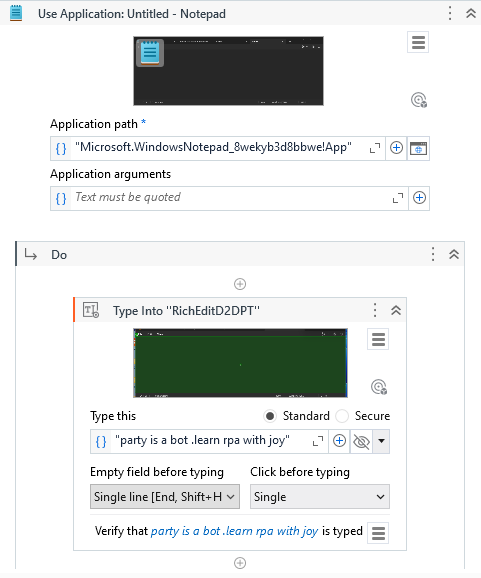 Use Application: Untitled - Notepad
Application path *
{ } "Microsoft.WindowsNotepad_8wekyb3d8bbwe!App"
Application arguments
{ } Text must be quoted
Do
Type Into "RichEditD2DPT"
Type this
Standard
Secure
{ } "party is a bot .learn rpa with joy"
Empty field before typing
Click before typing
Single line [End, Shift+H
Single
Verify that party is a bot .learn rpa with joy is typed